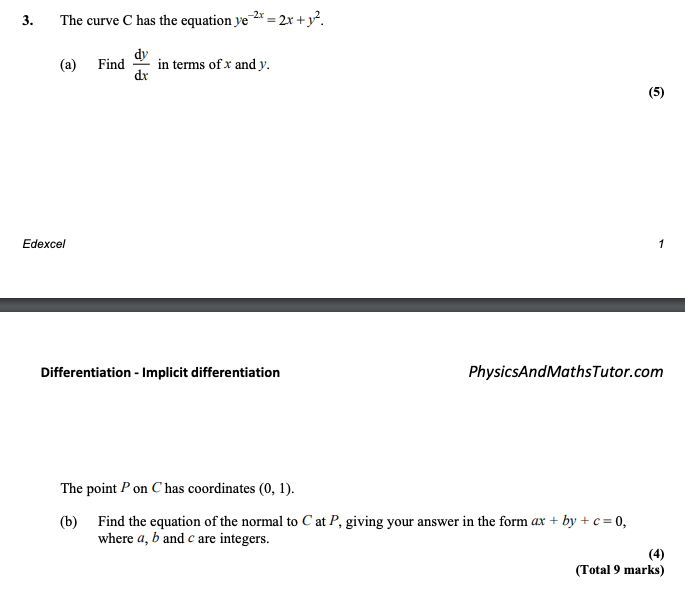 3. The curve C has the equation ye⁻²ˣ = 2x + y².
(a) Find dy/dx in terms of x and y.
(5)
Edexcel 1
Differentiation - Implicit differentiation PhysicsAndMathsTutor.com
The point P on C has coordinates (0, 1).
(b) Find the equation of the normal to C at P, giving your answer in the form ax + by + c = 0,
where a, b and c are integers.
(4)
(Total 9 marks)